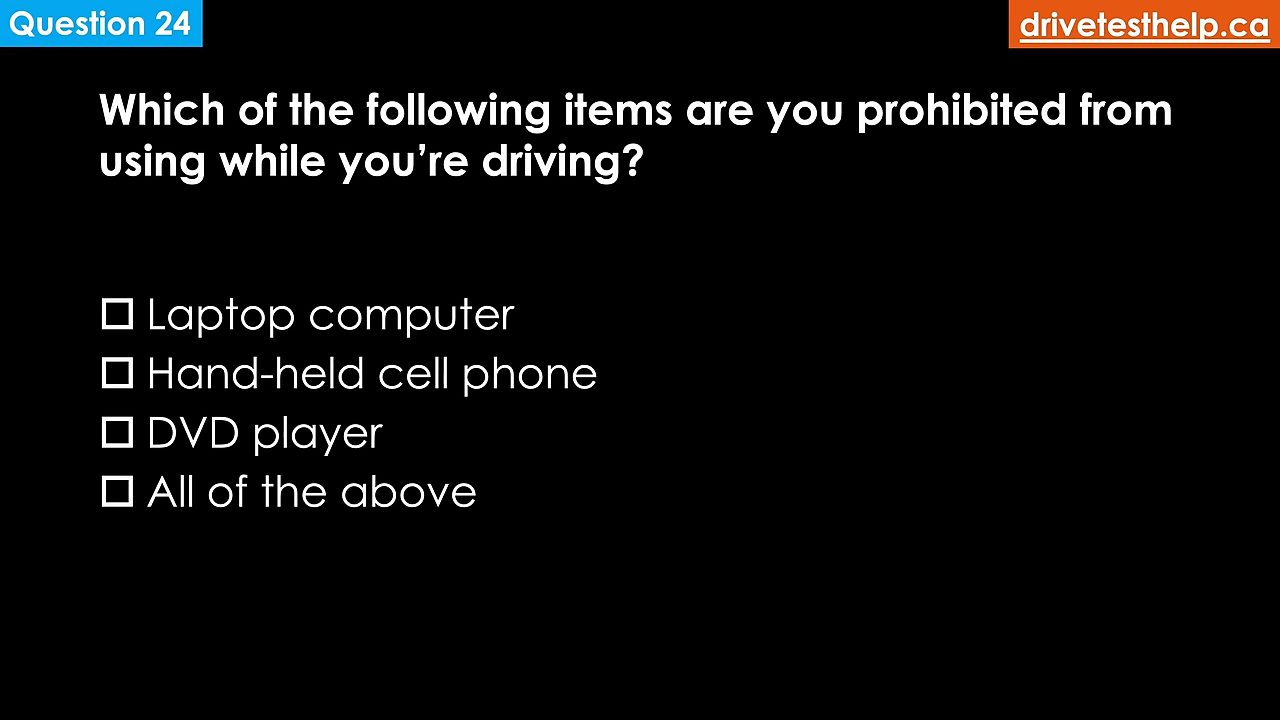 Question 24
drivetesthelp.ca
Which of the following items are you prohibited from
using while you’re driving?
☐ Laptop computer
☐ Hand-held cell phone
☐ DVD player
☐ All of the above